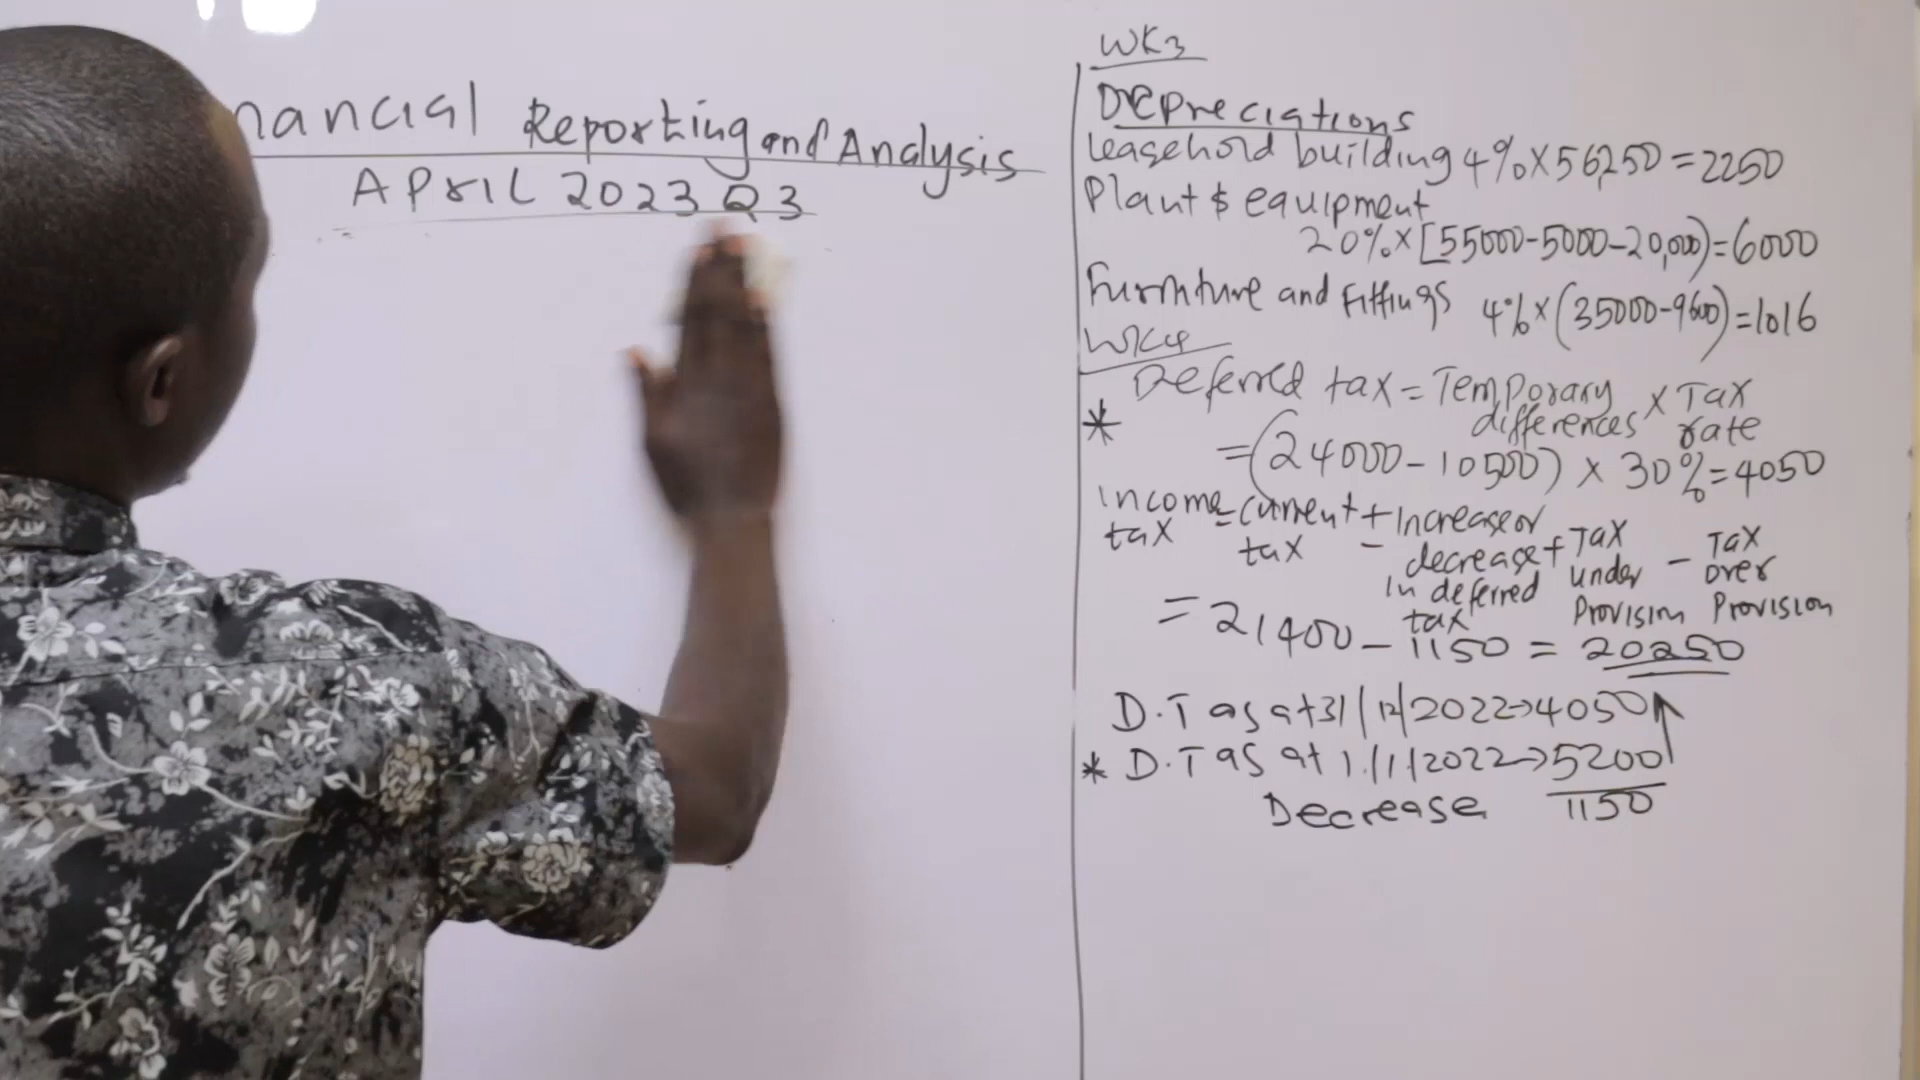 nancial Reporting and Analysis
APRIL 2023 Q3
WK3
Depreciations
Leasehold building 4%X56,250=2250
Plant $ equipment
20%x[55000-5000-20,000)=6000
Furniture and Fittings 4%x(35000-9600)=1016
WK4
Deferred tax = Temporary differences X Tax rate
*
=(24000-10500) X 30%=4050
Income tax = current tax + - Increase or decrease in deferred tax + Tax under Provision - Tax over Provision
= 21400 - 1150 = 20250
D.T as at 31/12/2022→4050
* D.T as at 1/1/2022→5200
Decrease 1150